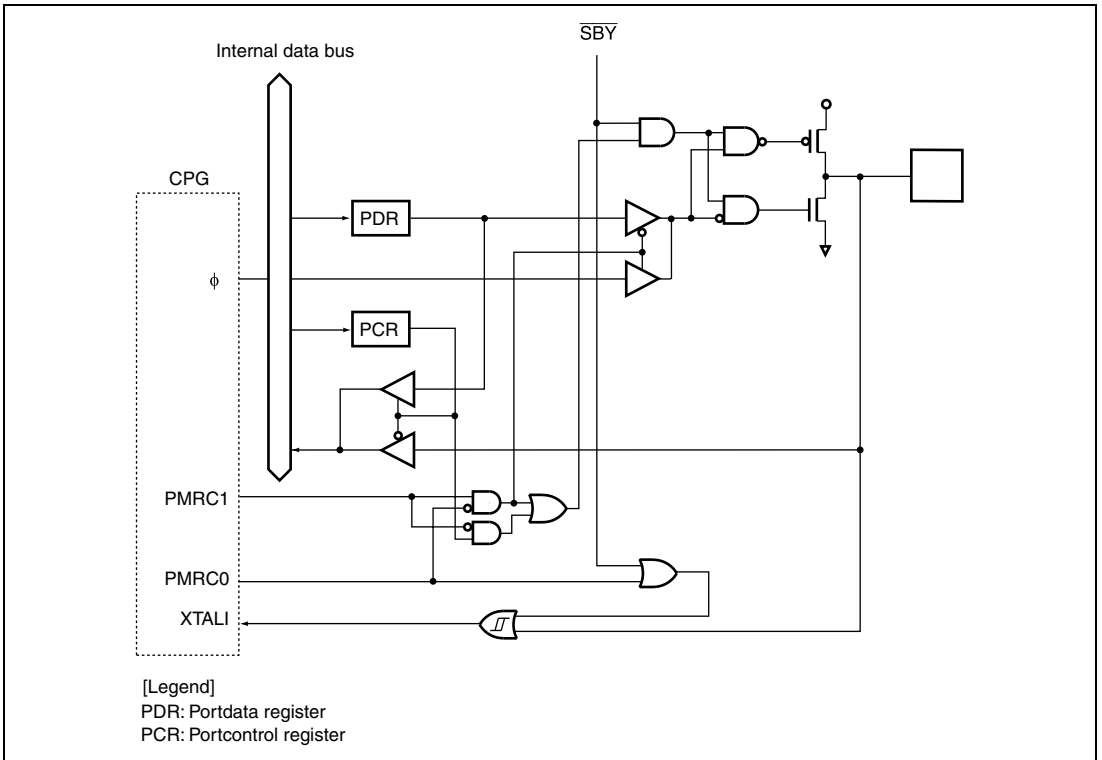 SBY
Internal data bus
CPG
PDR
ϕ
PCR
PMRC1
PMRC0
XTALI
[Legend]
PDR: Portdata register
PCR: Portcontrol register